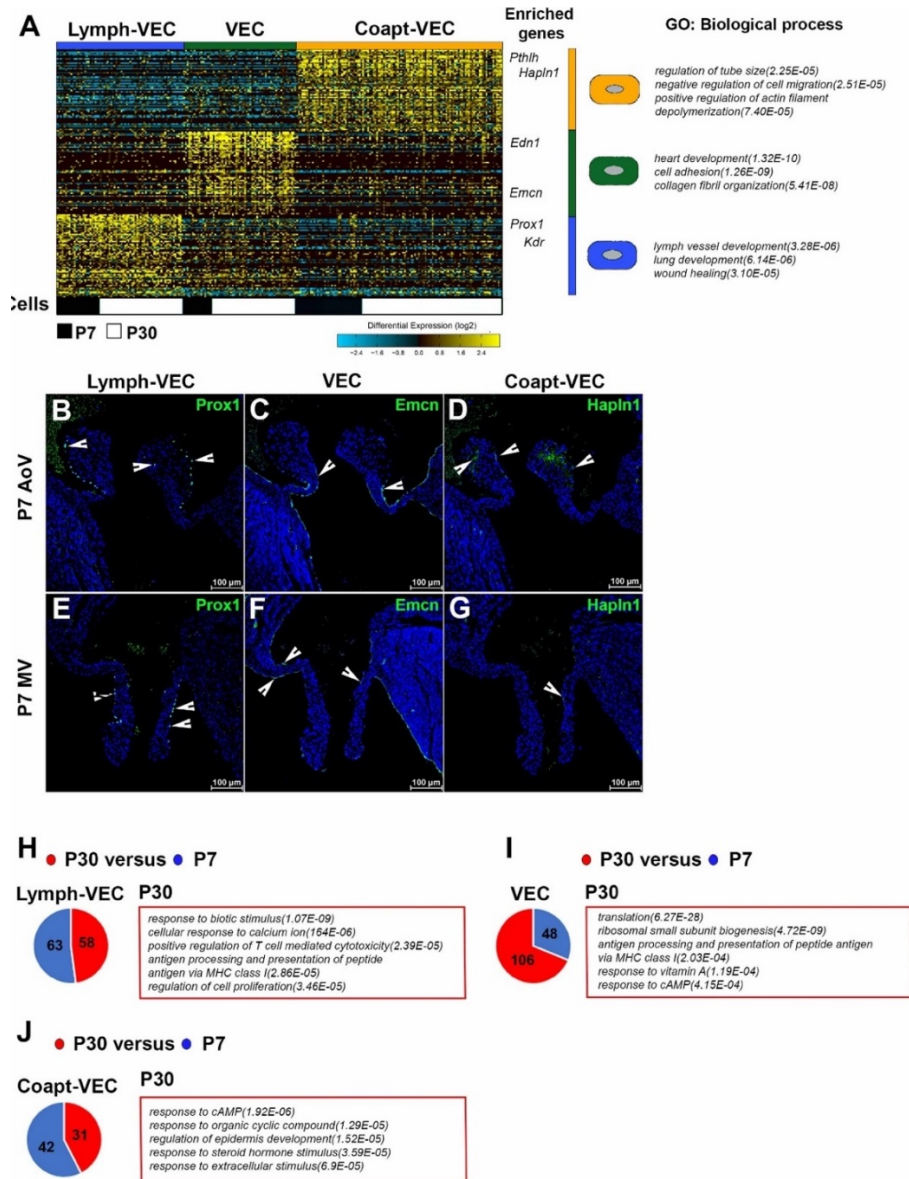 A
Lymph-VEC VEC Coapt-VEC
Enriched
genes
GO: Biological process
Pthlh
Hapln1
regulation of tube size(2.25E-05)
negative regulation of cell migration(2.51E-05)
positive regulation of actin filament
depolymerization(7.40E-05)
Edn1
Emcn
heart development(1.32E-10)
cell adhesion(1.26E-09)
collagen fibril organization(5.41E-08)
Prox1
Kdr
lymph vessel development(3.28E-06)
lung development(6.14E-06)
wound healing(3.10E-05)
Cells
P7 P30
Differential Expression (log2)
−2.4 −1.6 −0.8 0.0 0.8 1.6 2.4
Lymph-VEC VEC Coapt-VEC
P7 AoV
B Prox1
100 µm
C Emcn
100 µm
D Hapln1
100 µm
P7 MV
E Prox1
100 µm
F Emcn
100 µm
G Hapln1
100 µm
H
P30 versus P7
Lymph-VEC
63 58
P30
response to biotic stimulus(1.07E-09)
cellular response to calcium ion(164E-06)
positive regulation of T cell mediated cytotoxicity(2.39E-05)
antigen processing and presentation of peptide
antigen via MHC class I(2.86E-05)
regulation of cell proliferation(3.46E-05)
I
P30 versus P7
VEC
48
106
P30
translation(6.27E-28)
ribosomal small subunit biogenesis(4.72E-09)
antigen processing and presentation of peptide antigen
via MHC class I(2.03E-04)
response to vitamin A(1.19E-04)
response to cAMP(4.15E-04)
J
P30 versus P7
Coapt-VEC
42 31
P30
response to cAMP(1.92E-06)
response to organic cyclic compound(1.29E-05)
regulation of epidermis development(1.52E-05)
response to steroid hormone stimulus(3.59E-05)
response to extracellular stimulus(6.9E-05)